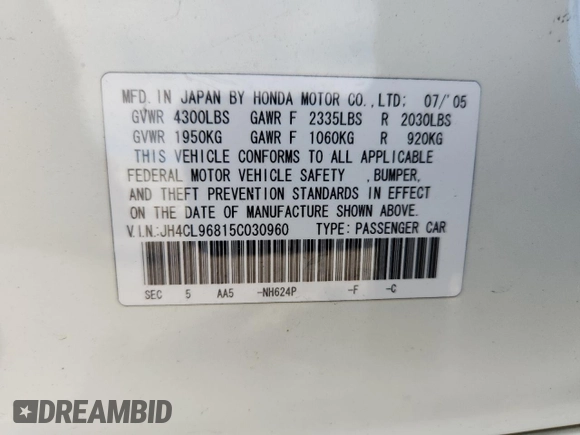 MFD. IN JAPAN BY HONDA MOTOR CO.,LTD: 07/'05
GVWR 4300LBS GAWR F 2335LBS R 2030LBS
GVWR 1950KG GAWR F 1060KG R 920KG
THIS VEHICLE CONFORMS TO ALL APPLICABLE
FEDERAL MOTOR VEHICLE SAFETY ,BUMPER,
AND THEFT PREVENTION STANDARDS IN EFFECT
ON THE DATE OF MANUFACTURE SHOWN ABOVE.
V.I.N:JH4CL96815C030960 TYPE: PASSENGER CAR
SEC 5 AA5 -NH624P -F -C
DREAMBID